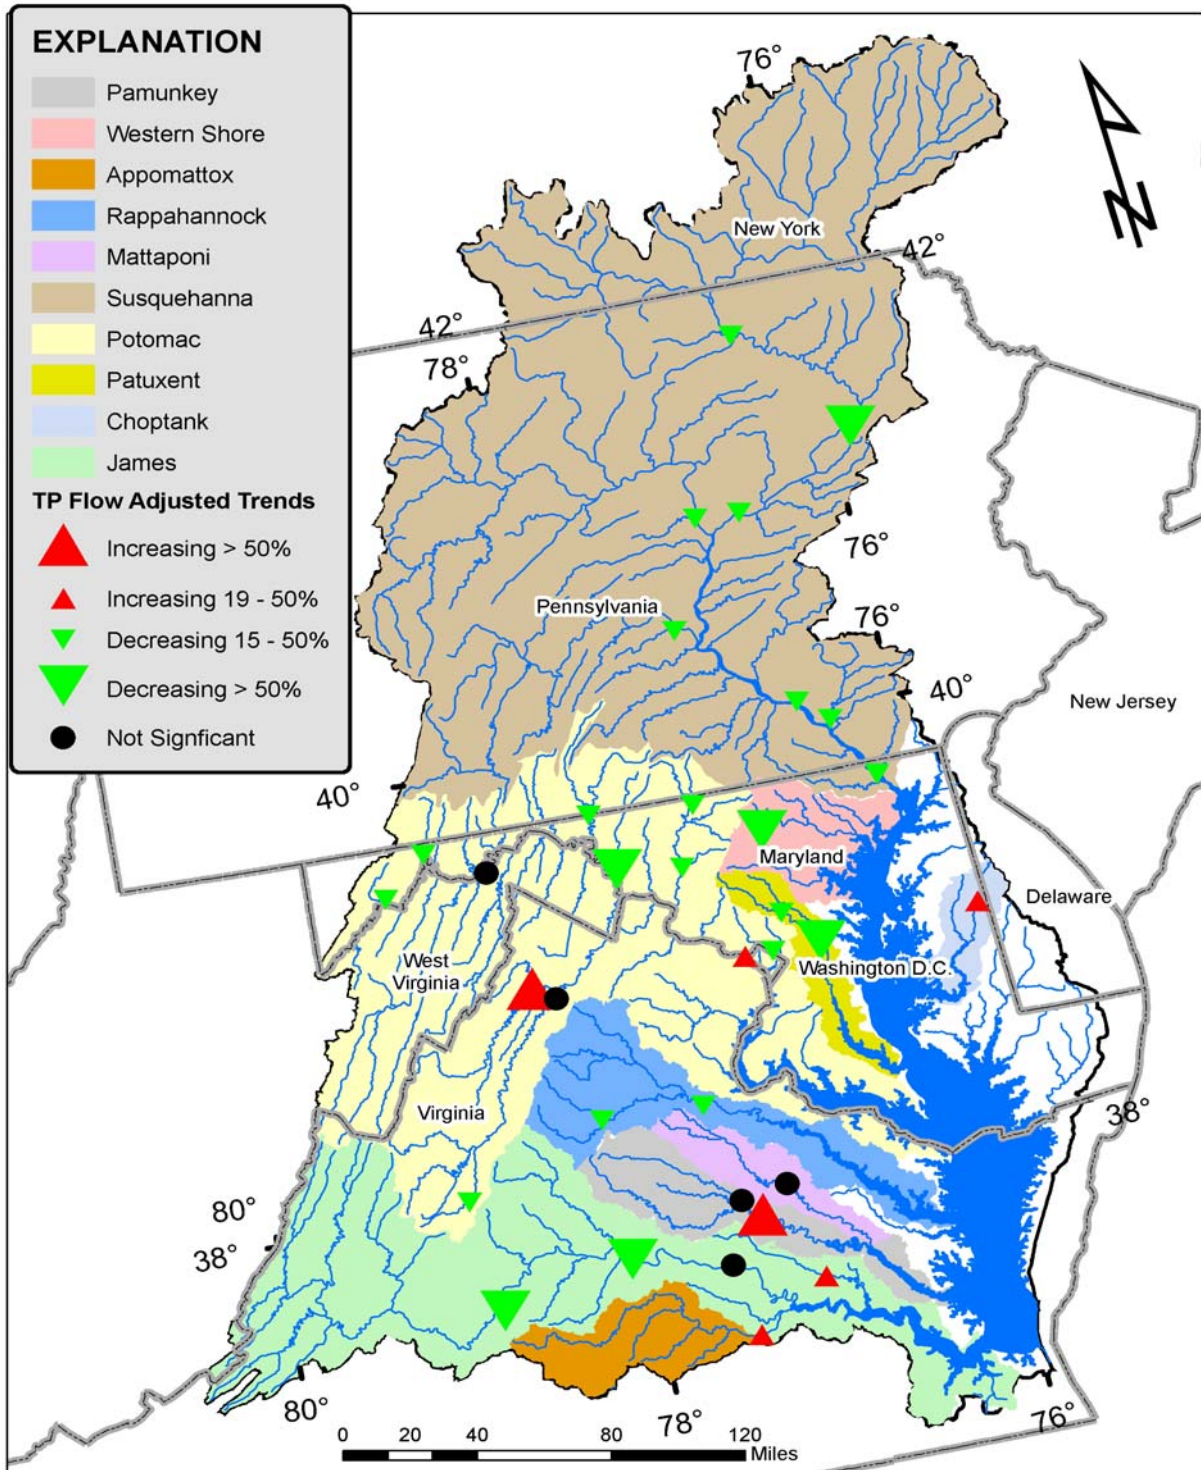 EXPLANATION
Pamunkey
Western Shore
Appomattox
Rappahannock
Mattaponi
Susquehanna
Potomac
Patuxent
Choptank
James
TP Flow Adjusted Trends
Increasing > 50%
Increasing 19 - 50%
Decreasing 15 - 50%
Decreasing > 50%
Not Signficant
76°
N
New York
42°
42°
78°
76°
Pennsylvania
76°
40°
New Jersey
40°
Maryland
Delaware
West
Virginia
Washington D.C.
Virginia
38°
80°
38°
80°
78°
76°
0 20 40 80 120
Miles